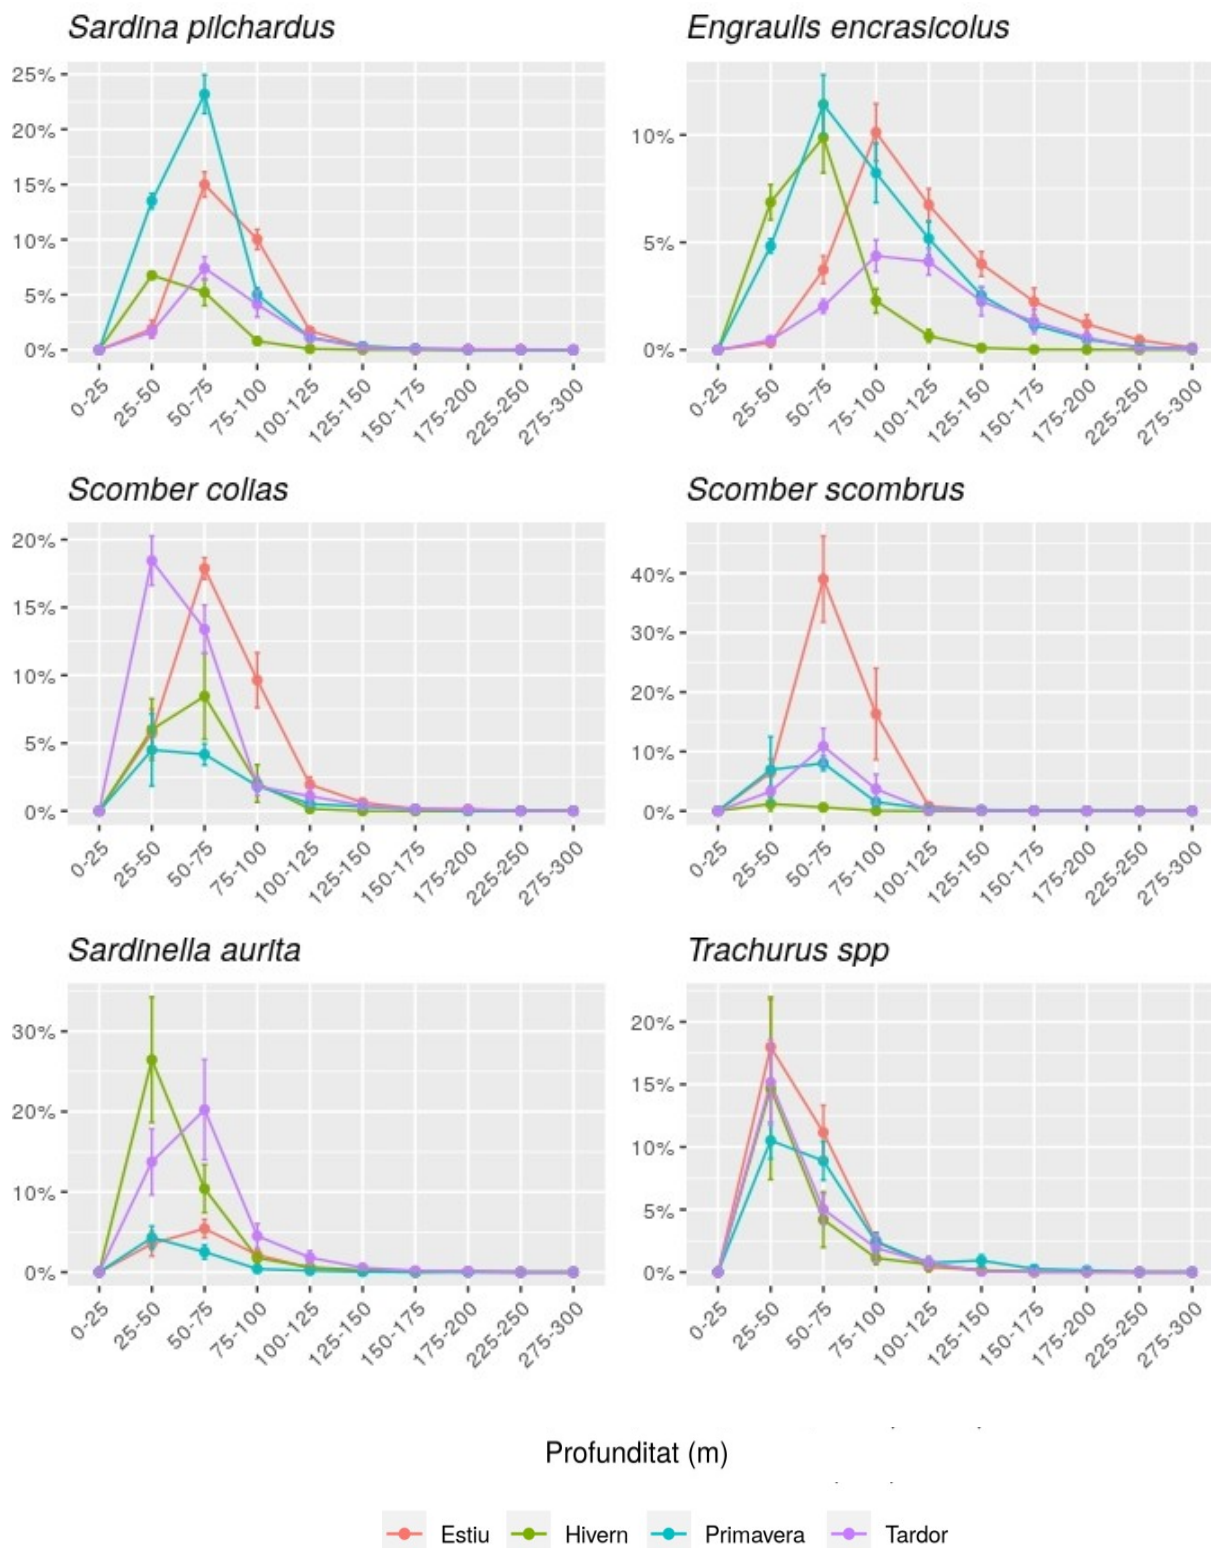 Sardina pilchardus
25%
20%
15%
10%
5%
0%
0-25 25-50 50-75 75-100 100-125 125-150 150-175 175-200 225-250 275-300
Engraulis encrasicolus
10%
5%
0%
0-25 25-50 50-75 75-100 100-125 125-150 150-175 175-200 225-250 275-300
Scomber colias
20%
15%
10%
5%
0%
0-25 25-50 50-75 75-100 100-125 125-150 150-175 175-200 225-250 275-300
Scomber scombrus
40%
30%
20%
10%
0%
0-25 25-50 50-75 75-100 100-125 125-150 150-175 175-200 225-250 275-300
Sardinella aurita
30%
20%
10%
0%
0-25 25-50 50-75 75-100 100-125 125-150 150-175 175-200 225-250 275-300
Trachurus spp
20%
15%
10%
5%
0%
0-25 25-50 50-75 75-100 100-125 125-150 150-175 175-200 225-250 275-300
Profunditat (m)
Estiu Hivern Primavera Tardor